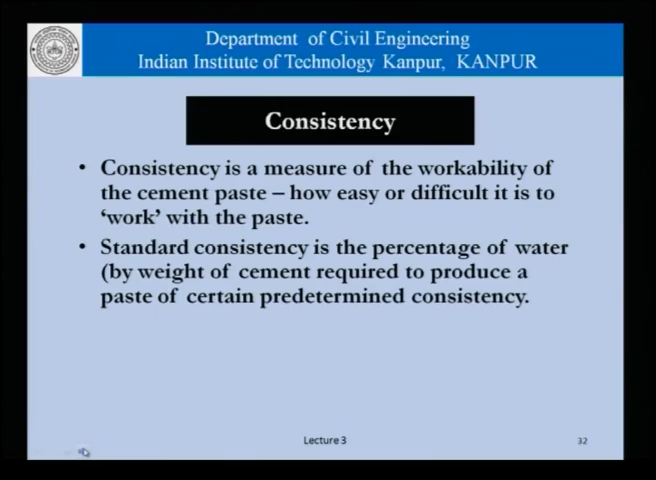 Department of Civil Engineering
Indian Institute of Technology Kanpur, KANPUR
Consistency
• Consistency is a measure of the workability of
the cement paste – how easy or difficult it is to
‘work’ with the paste.
• Standard consistency is the percentage of water
(by weight of cement required to produce a
paste of certain predetermined consistency.
Lecture 3
32